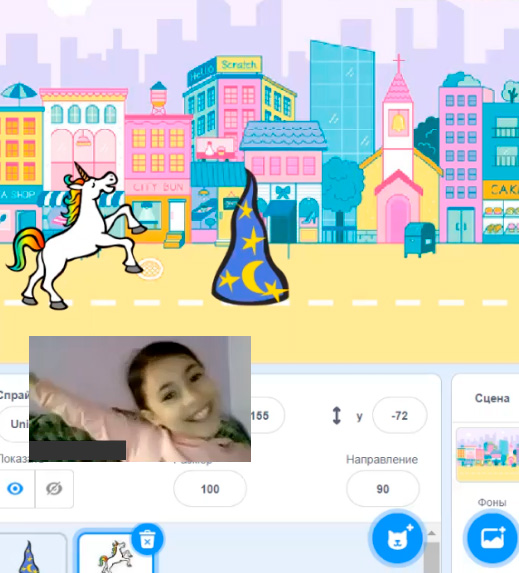 Hello
Scratch
CITY BUN
A SHOP
CAK
Спрай
Сцена
Uni
155
y
-72
Показ
Размер
Направление
100
90
Фоны